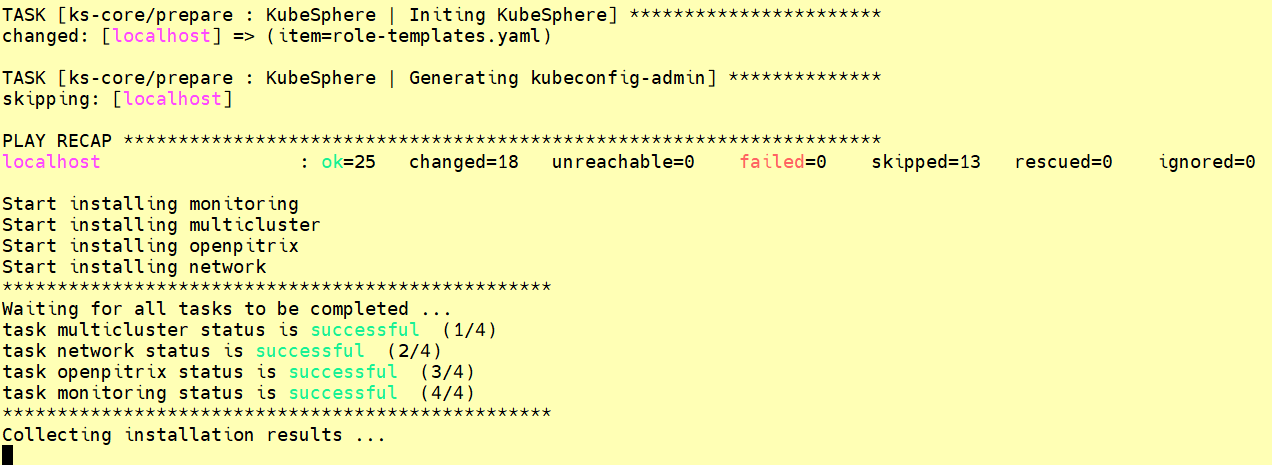 TASK [ks-core/prepare : KubeSphere | Initing KubeSphere] ***********************
changed: [localhost] => (item=role-templates.yaml)
TASK [ks-core/prepare : KubeSphere | Generating kubeconfig-admin] **************
skipping: [localhost]
PLAY RECAP *********************************************************************
localhost                  : ok=25   changed=18   unreachable=0    failed=0    skipped=13   rescued=0    ignored=0
Start installing monitoring
Start installing multicluster
Start installing openpitrix
Start installing network
**************************************************
Waiting for all tasks to be completed ...
task multicluster status is successful  (1/4)
task network status is successful  (2/4)
task openpitrix status is successful  (3/4)
task monitoring status is successful  (4/4)
**************************************************
Collecting installation results ...